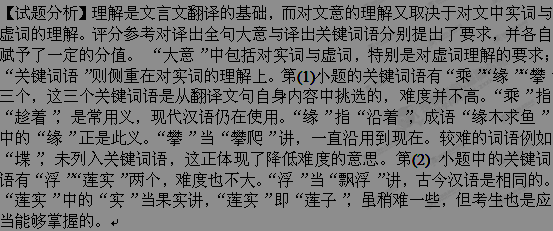 【试题分析】理解是文言文翻译的基础，而对文意的理解又取决于对文中实词与
虚词的理解。评分参考对译出全句大意与译出关键词语分别提出了要求，并各自
赋予了一定的分值。“大意”中包括对实词与虚词，特别是对虚词理解的要求；
“关键词语”则侧重在对实词的理解上。第(1)小题的关键词语有“乘”“缘”“攀”
三个，这三个关键词语是从翻译文句自身内容中挑选的，难度并不高。“乘”指
“趁着”；是常用义，现代汉语仍在使用。“缘”指“沿着”；成语“缘木求鱼”
中的“缘”正是此义。“攀”当“攀爬”讲，一直沿用到现在。较难的词语例如
“堞”；未列入关键词语，这正体现了降低难度的意思。第(2) 小题中的关键词
语有“浮”“莲实”两个，难度也不大。“浮”当“飘浮”讲，古今汉语是相同的。
“莲实”中的“实”当果实讲，“莲实”即“莲子”；虽稍难一些，但考生也是应
当能够掌握的。↵